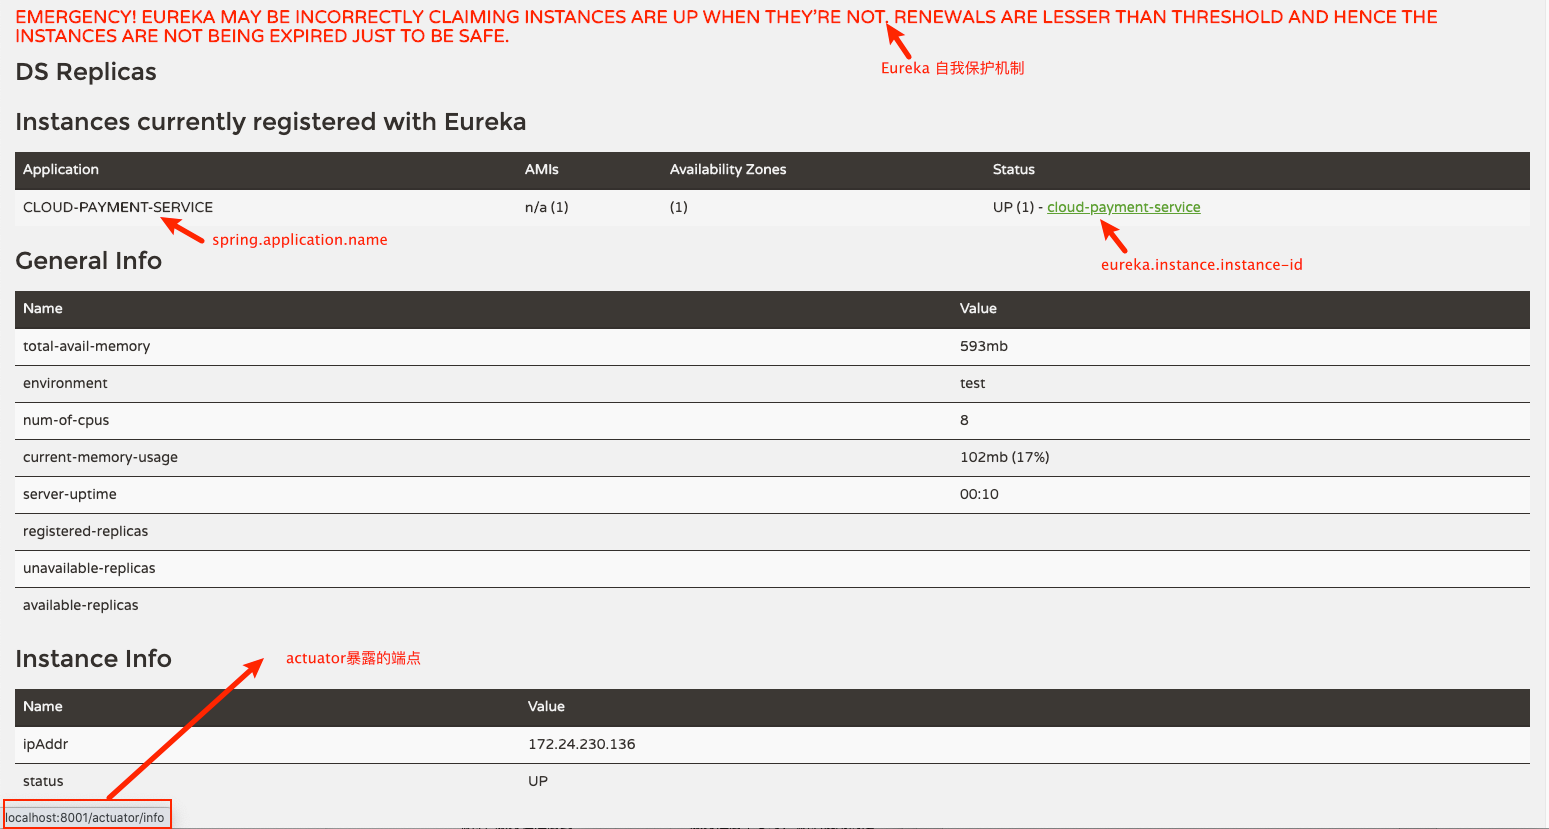 EMERGENCY! EUREKA MAY BE INCORRECTLY CLAIMING INSTANCES ARE UP WHEN THEY'RE NOT. RENEWALS ARE LESSER THAN THRESHOLD AND HENCE THE
INSTANCES ARE NOT BEING EXPIRED JUST TO BE SAFE.
Eureka 自我保护机制
DS Replicas
Instances currently registered with Eureka
Application AMIs Availability Zones Status
CLOUD-PAYMENT-SERVICE n/a (1) (1) UP (1) - cloud-payment-service
spring.application.name
eureka.instance.instance-id
General Info
Name Value
total-avail-memory 593mb
environment test
num-of-cpus 8
current-memory-usage 102mb (17%)
server-uptime 00:10
registered-replicas
unavailable-replicas
available-replicas
Instance Info
actuator暴露的端点
Name Value
ipAddr 172.24.230.136
status UP
localhost:8001/actuator/info